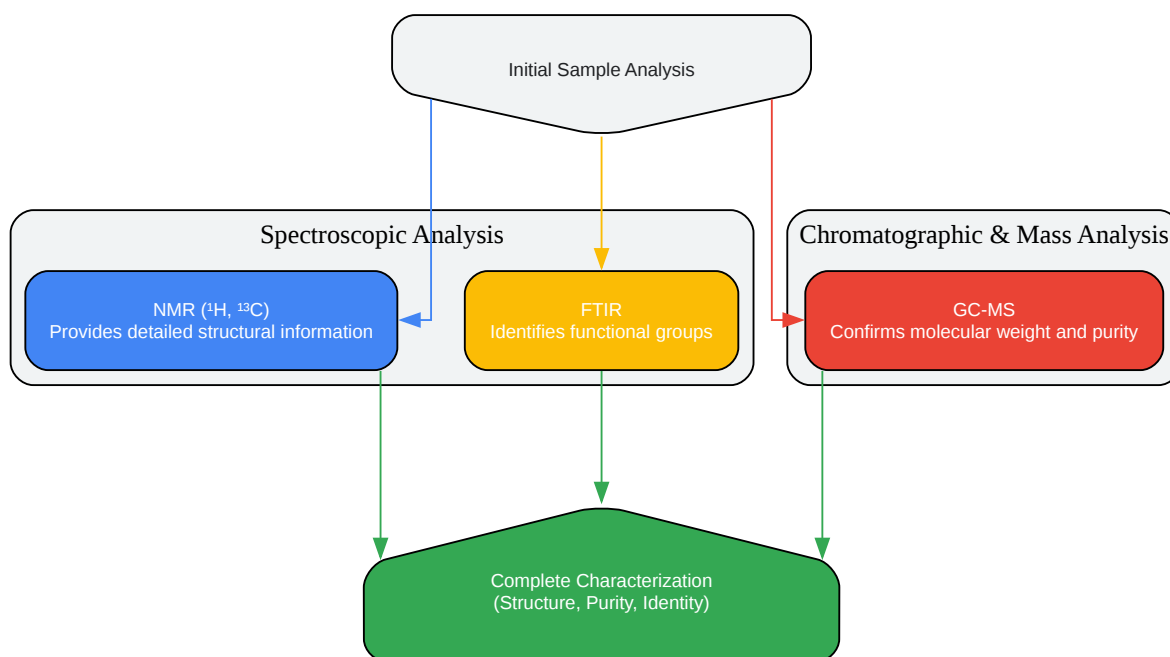 Initial Sample Analysis
Spectroscopic Analysis
Chromatographic & Mass Analysis
NMR (¹H, ¹³C)
Provides detailed structural information
FTIR
Identifies functional groups
GC-MS
Confirms molecular weight and purity
Complete Characterization
(Structure, Purity, Identity)